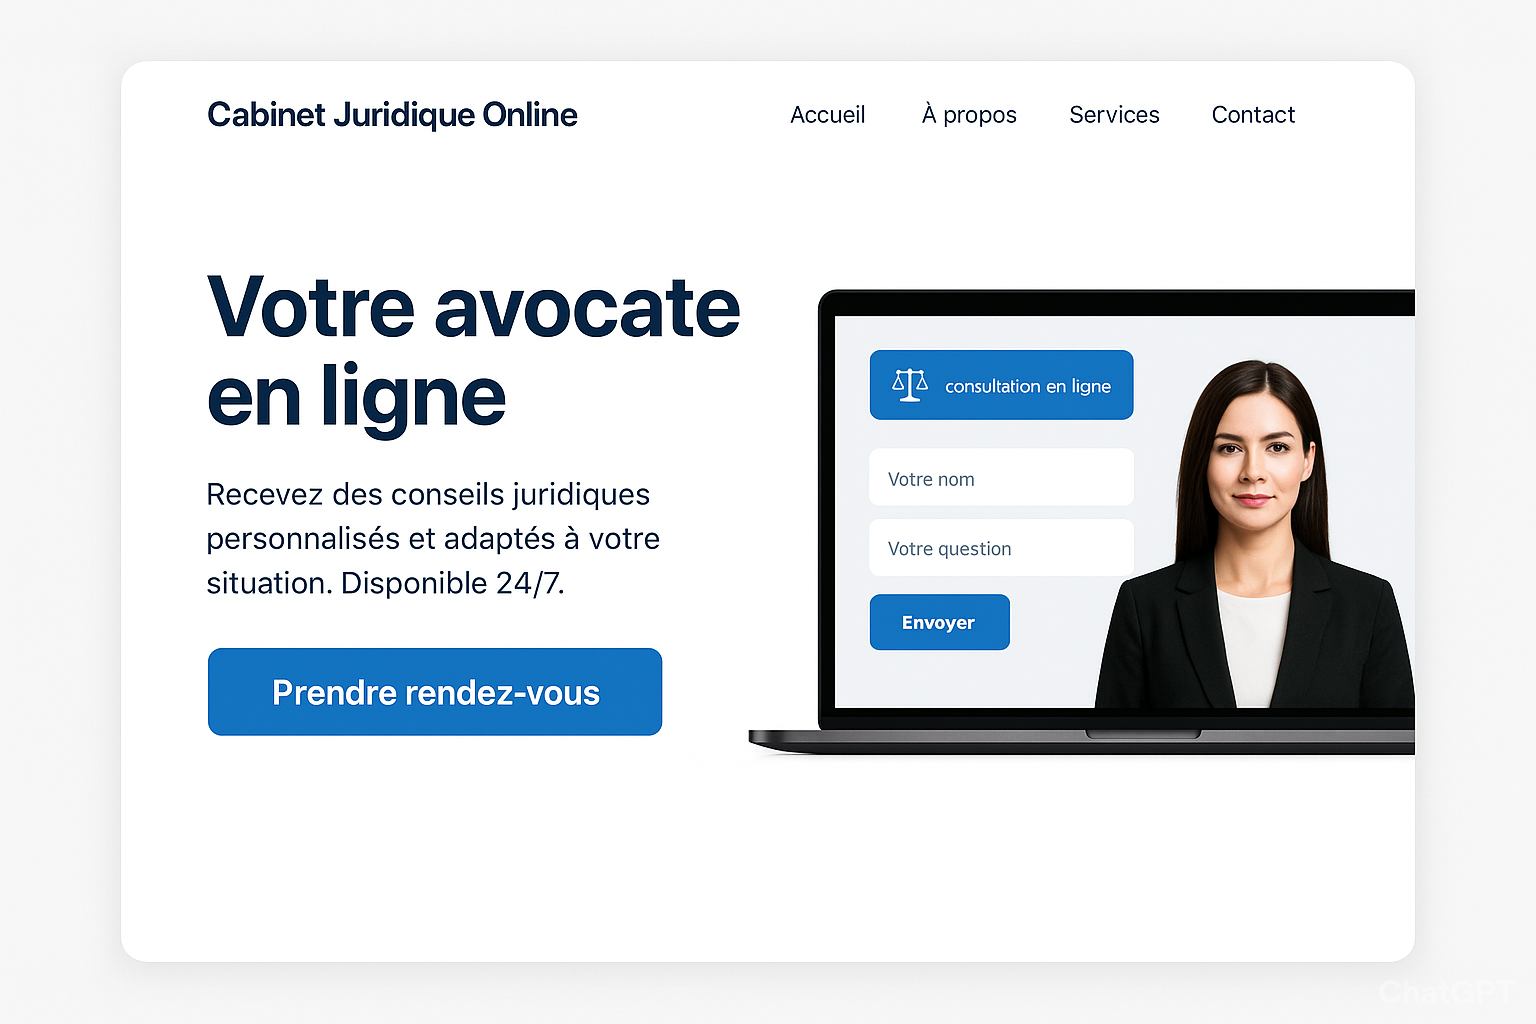 Cabinet Juridique Online
Accueil
À propos
Services
Contact
Votre avocate
en ligne
Recevez des conseils juridiques
personnalisés et adaptés à votre
situation. Disponible 24/7.
Prendre rendez-vous
consultation en ligne
Votre nom
Votre question
Envoyer
ChatGPT